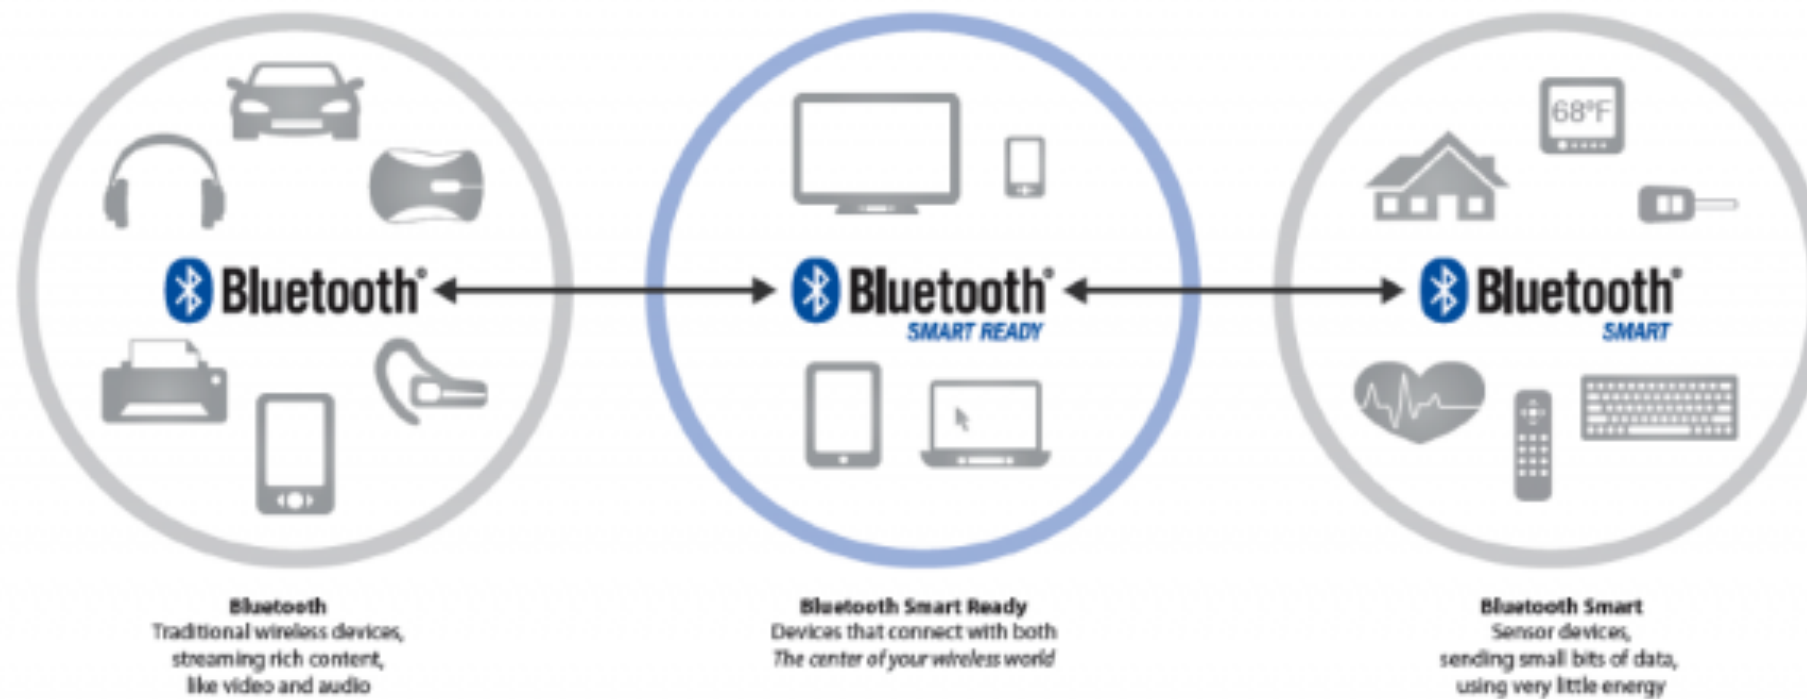 68°F
Bluetooth®
Bluetooth®
SMART READY
Bluetooth®
SMART
Bluetooth
Traditional wireless devices,
streaming rich content,
like video and audio
Bluetooth Smart Ready
Devices that connect with both
The center of your wireless world
Bluetooth Smart
Sensor devices,
sending small bits of data,
using very little energy